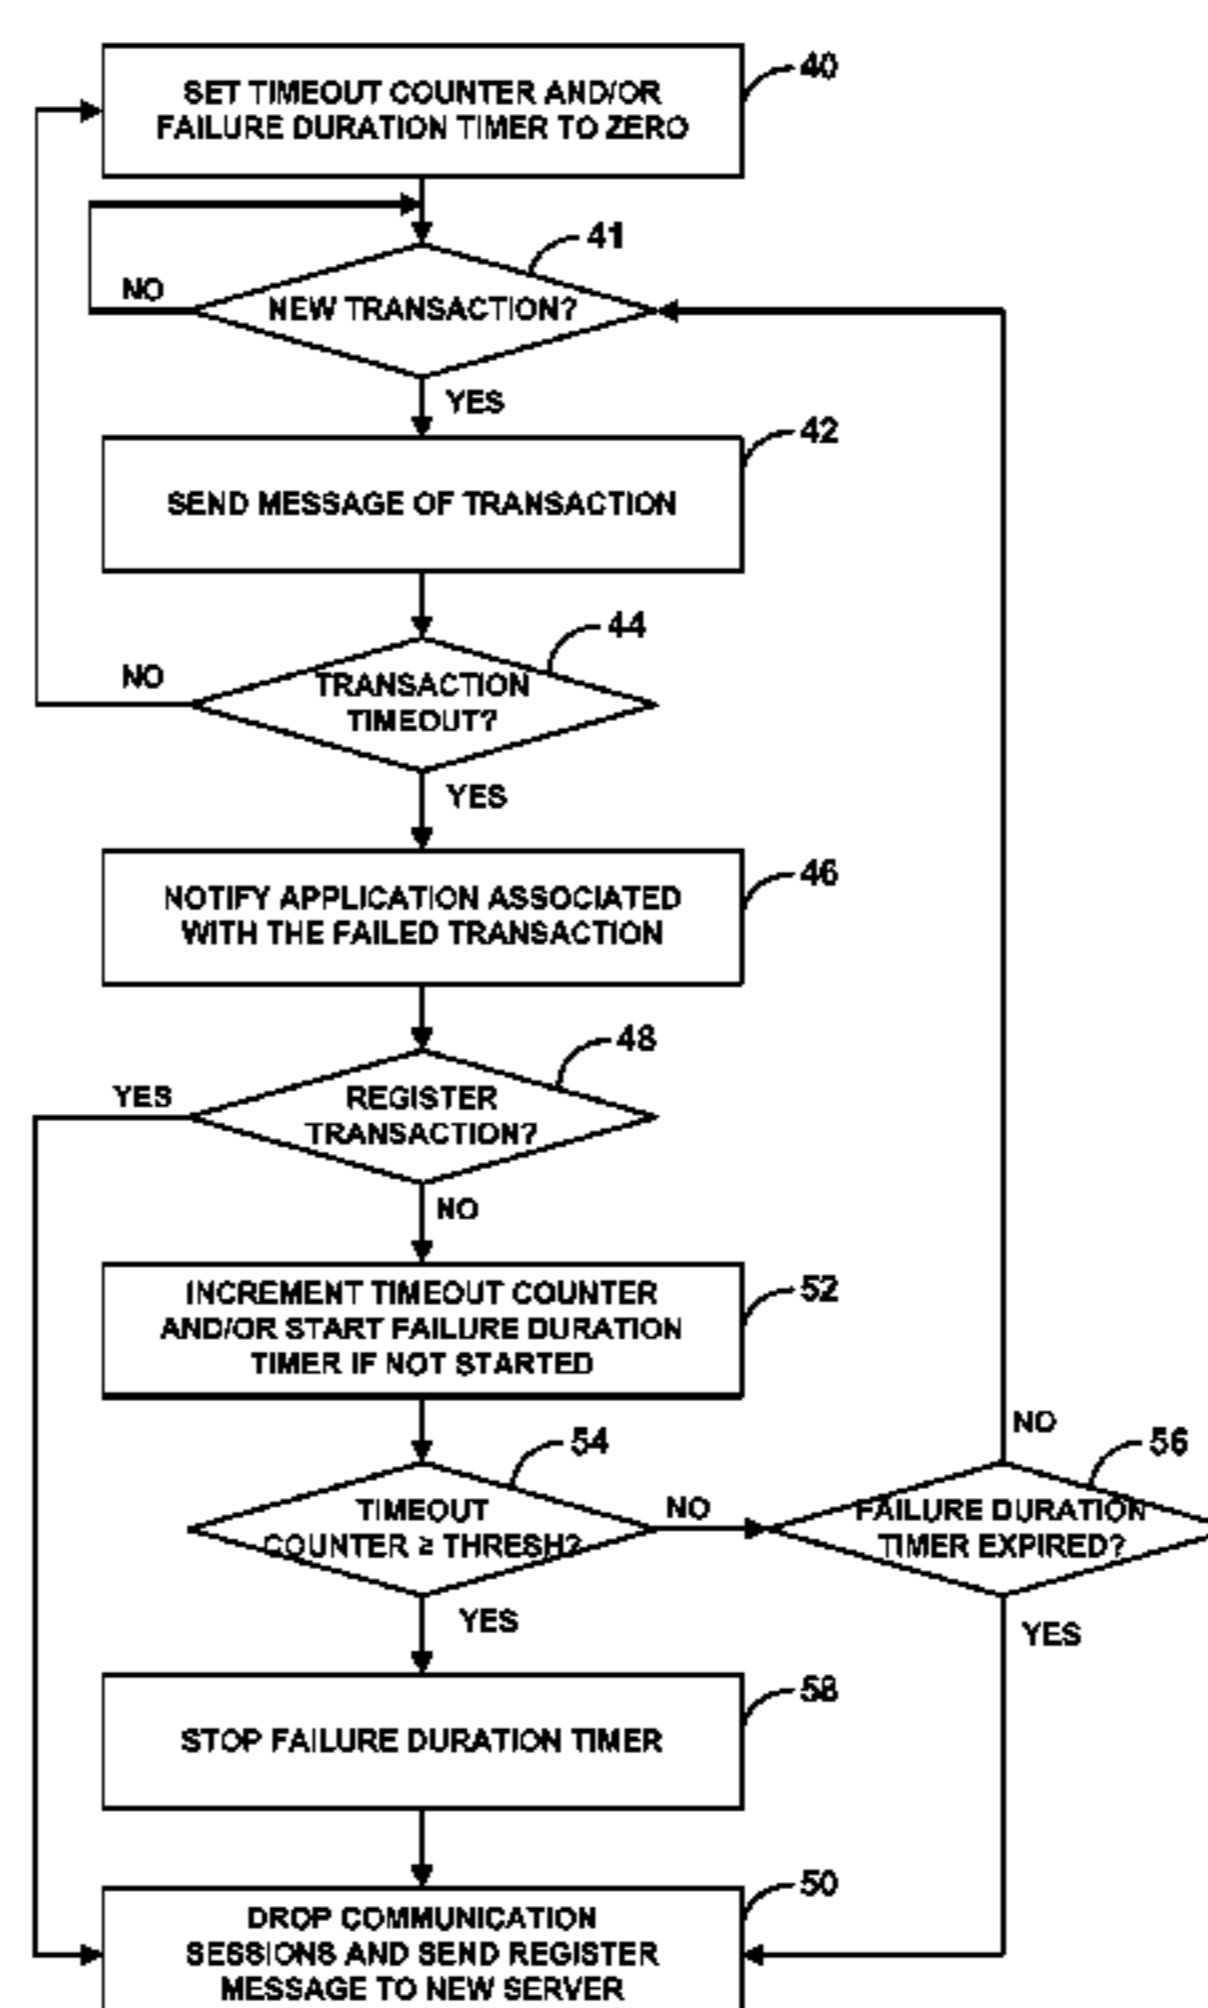 40
SET TIMEOUT COUNTER AND/OR
FAILURE DURATION TIMER TO ZERO
41
NO
NEW TRANSACTION?
YES
42
SEND MESSAGE OF TRANSACTION
44
NO
TRANSACTION
TIMEOUT?
YES
46
NOTIFY APPLICATION ASSOCIATED
WITH THE FAILED TRANSACTION
48
YES
REGISTER
TRANSACTION?
NO
52
INCREMENT TIMEOUT COUNTER
AND/OR START FAILURE DURATION
TIMER IF NOT STARTED
54
TIMEOUT
COUNTER ≥ THRESH?
NO
NO
56
FAILURE DURATION
TIMER EXPIRED?
YES
YES
58
STOP FAILURE DURATION TIMER
50
DROP COMMUNICATION
SESSIONS AND SEND REGISTER
MESSAGE TO NEW SERVER